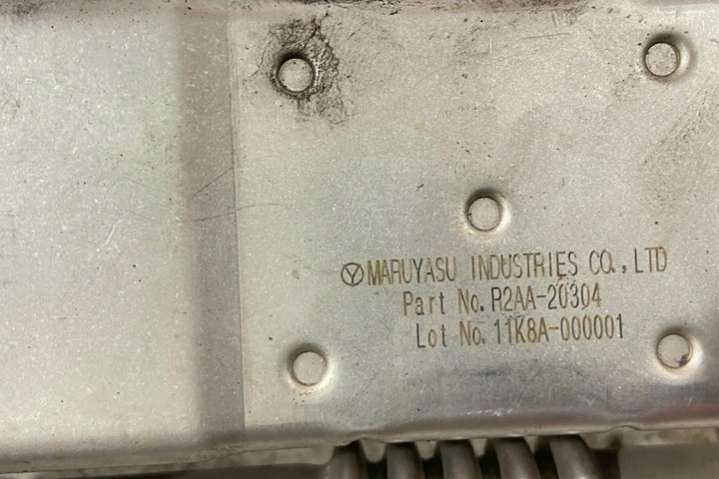 MARUYASU INDUSTRIES CO.,LTD
Part No.R2AA-20304
Lot No.11K8A-000001